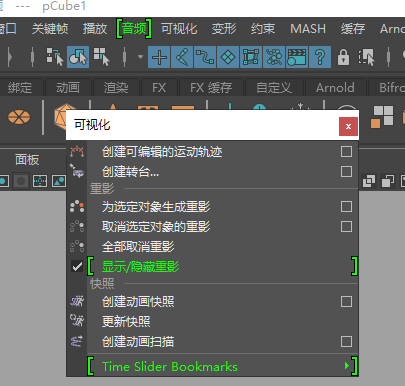 --- pCube1
窗口 关键帧 播放 音频 可视化 变形 约束 MASH 缓存 Arnold
绑定 动画 渲染 FX FX 缓存 自定义 Arnold Bifro
可视化 x
面板
创建可编辑的运动轨迹
创建转台...
重影
为选定对象生成重影
取消选定对象的重影
全部取消重影
显示/隐藏重影
快照
创建动画快照
更新快照
创建动画扫描
Time Slider Bookmarks